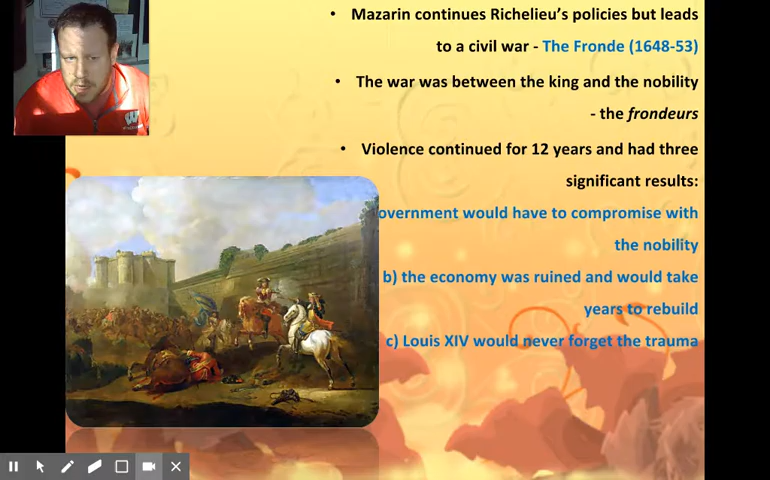 • Mazarin continues Richelieu's policies but leads
to a civil war - The Fronde (1648-53)
• The war was between the king and the nobility
- the frondeurs
• Violence continued for 12 years and had three
significant results:
overnment would have to compromise with
the nobility
b) the economy was ruined and would take
years to rebuild
c) Louis XIV would never forget the trauma
W